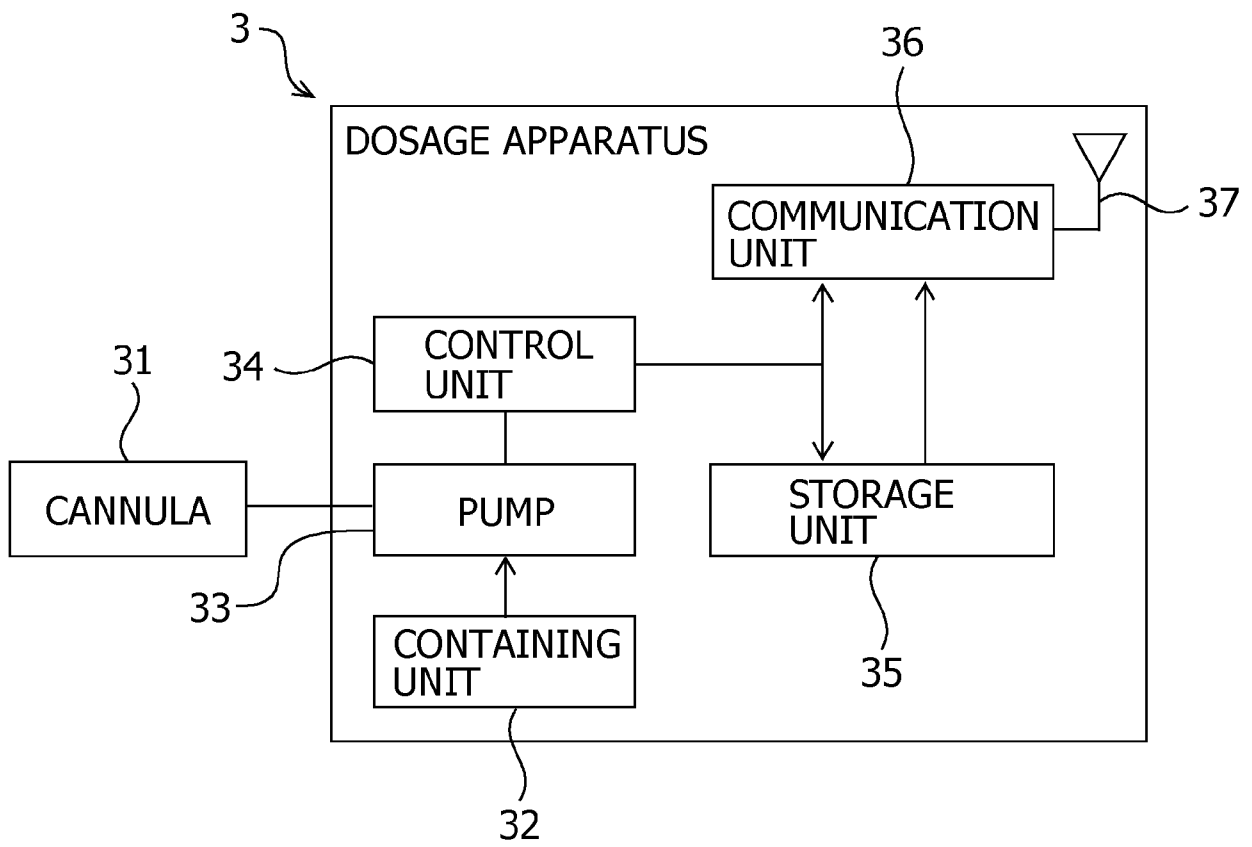 3
36
DOSAGE APPARATUS
COMMUNICATION
UNIT
37
CONTROL
UNIT
34
31
CANNULA
PUMP
STORAGE
UNIT
33
CONTAINING
UNIT
35
32